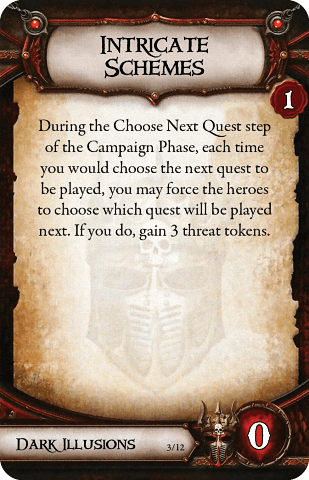 Intricate
Schemes
1
During the Choose Next Quest step
of the Campaign Phase, each time
you would choose the next quest to
be played, you may force the heroes
to choose which quest will be played
next. If you do, gain 3 threat tokens.
Dark Illusions
3/12
0